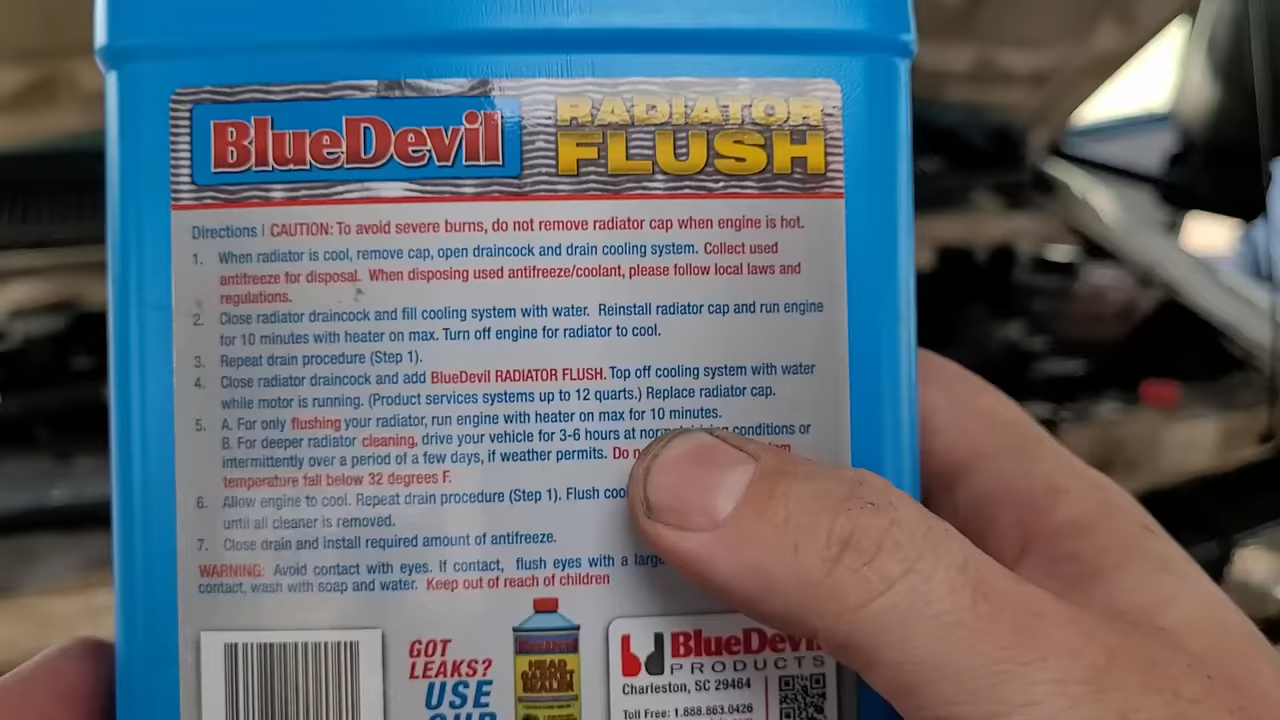 BlueDevil RADIATOR
FLUSH
Directions | CAUTION: To avoid severe burns, do not remove radiator cap when engine is hot.
1. When radiator is cool, remove cap, open draincock and drain cooling system. Collect used
antifreeze for disposal. When disposing used antifreeze/coolant, please follow local laws and
regulations.
2. Close radiator draincock and fill cooling system with water. Reinstall radiator cap and run engine
for 10 minutes with heater on max. Turn off engine for radiator to cool.
3. Repeat drain procedure (Step 1).
4. Close radiator draincock and add BlueDevil RADIATOR FLUSH. Top off cooling system with water
while motor is running. (Product services systems up to 12 quarts.) Replace radiator cap.
5. A. For only flushing your radiator, run engine with heater on max for 10 minutes.
B. For deeper radiator cleaning, drive your vehicle for 3-6 hours at conditions or
intermittently over a period of a few days, if weather permits. Do
temperature fall below 32 degrees F.
6. Allow engine to cool. Repeat drain procedure (Step 1). Flush
until all cleaner is removed.
7. Close drain and install required amount of antifreeze.
WARNING: Avoid contact with eyes. If contact, flush eyes with a large
contact, wash with soap and water. Keep out of reach of children
GOT
LEAKS?
USE
OUR
BlueDevil
HEAD
GASKET
SEALER
bd BlueDevil
PRODUCTS
Charleston, SC 29464
Toll Free: 1.888.863.0426